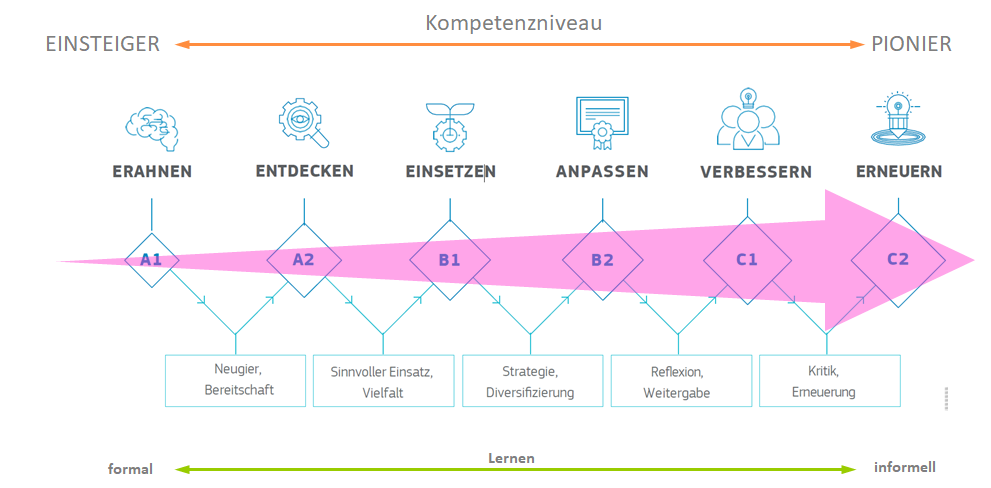 Kompetenzniveau
EINSTEIGER
PIONIER
ERAHNEN
ENTDECKEN
EINSETZEN
ANPASSEN
VERBESSERN
ERNEUERN
A1
A2
B1
B2
C1
C2
Neugier,
Bereitschaft
Sinnvoller Einsatz,
Vielfalt
Strategie,
Diversifizierung
Reflexion,
Weitergabe
Kritik,
Erneuerung
formal
Lernen
informell